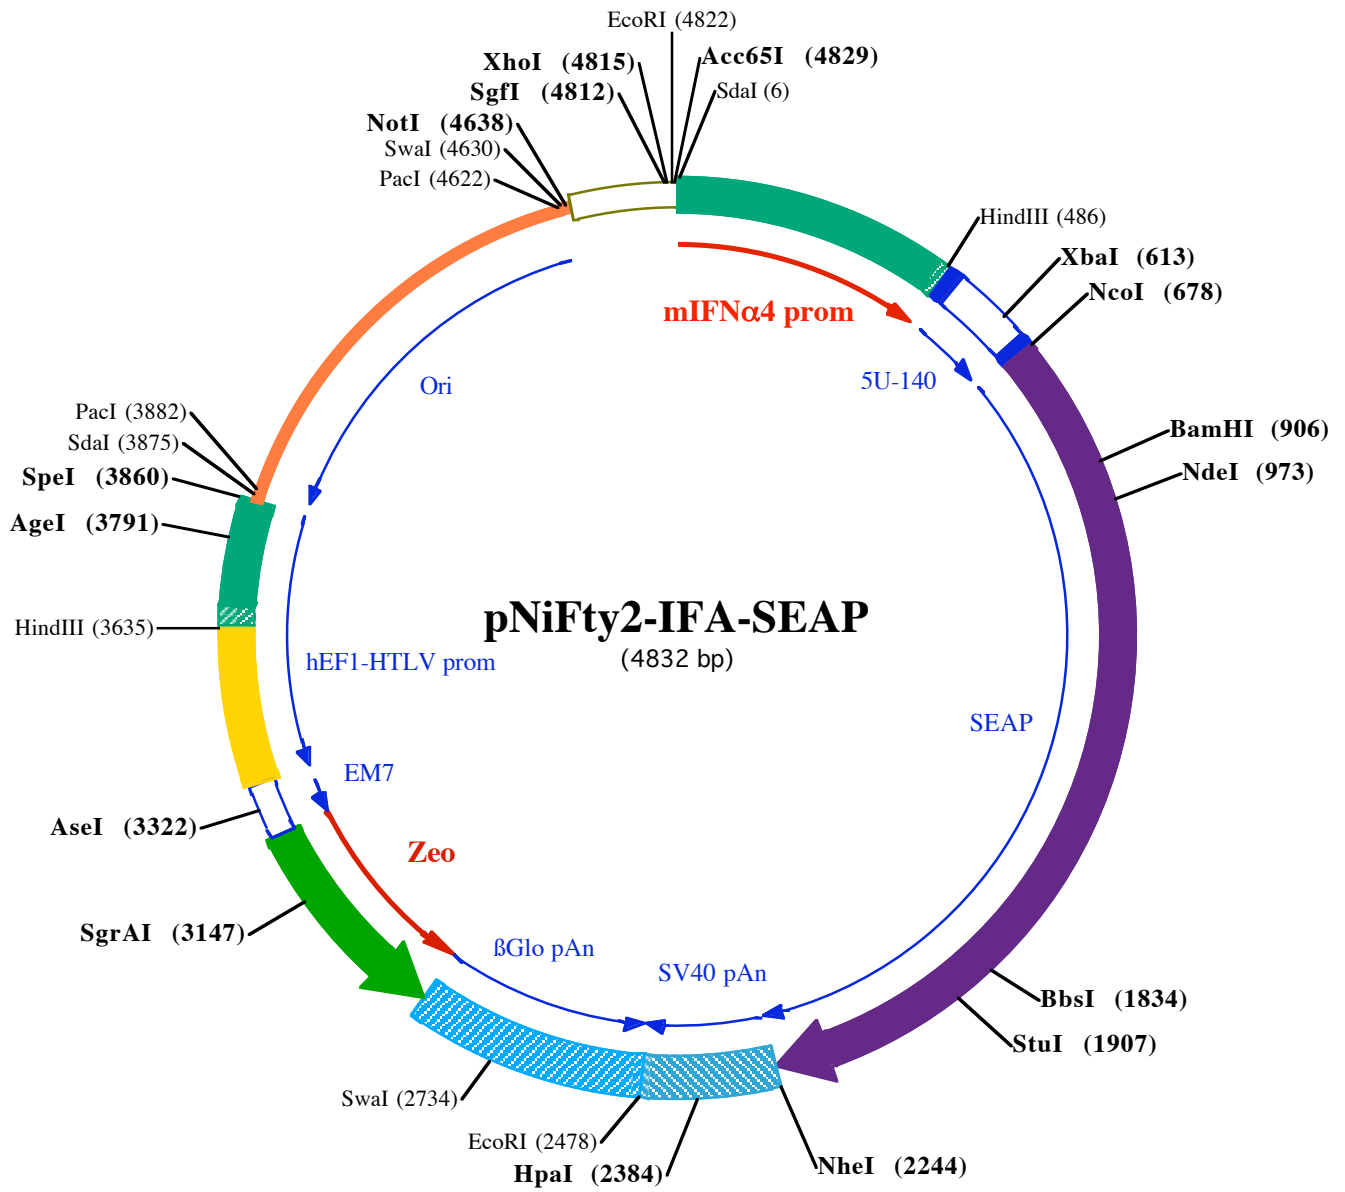 EcoRI (4822)
XhoI (4815)
Acc65I (4829)
SgfI (4812)
SdaI (6)
NotI (4638)
SwaI (4630)
PacI (4622)
HindIII (486)
XbaI (613)
NcoI (678)
mIFNα4 prom
5U-140
Ori
PacI (3882)
SdaI (3875)
SpeI (3860)
AgeI (3791)
BamHI (906)
NdeI (973)
HindIII (3635)
pNiFty2-IFA-SEAP
(4832 bp)
hEF1-HTLV prom
SEAP
EM7
AseI (3322)
Zeo
SgrAI (3147)
ßGlo pAn
SV40 pAn
BbsI (1834)
StuI (1907)
SwaI (2734)
EcoRI (2478)
HpaI (2384)
NheI (2244)